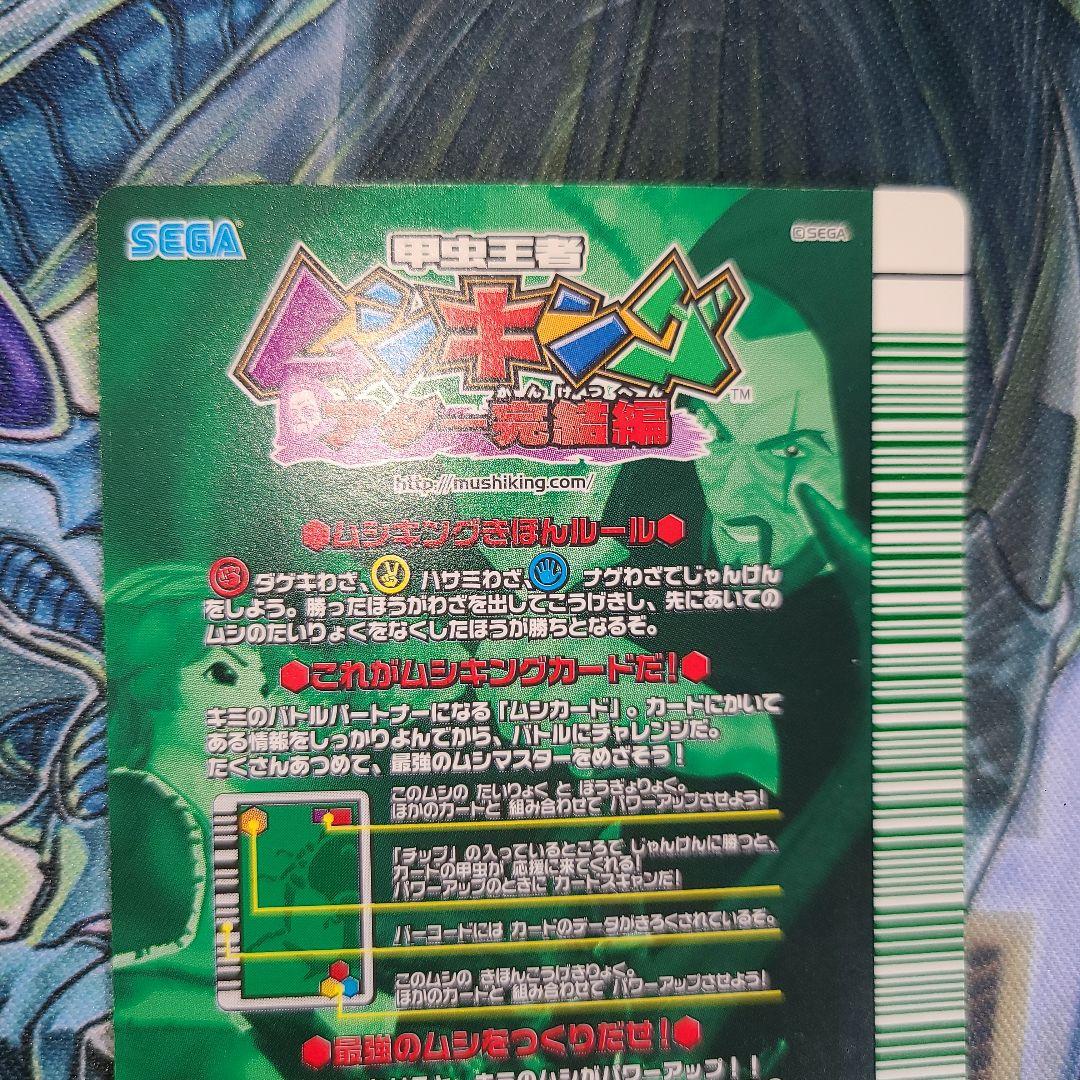 SEGA
©SEGA
甲虫王者
ムシキング
TM
かんけつへん
アダー完結編
http://mushiking.com/
ムシキングきほんルール
ダゲキわざ、 ハサミわざ、 ナゲわざでじゃんけん
をしよう。勝ったほうがわざを出してこうげきし、先にあいての
ムシのたいりょくをなくしたほうが勝ちとなるぞ。
これがムシキングカードだ!
キミのバトルパートナーになる「ムシカード」。カードにかいて
ある情報をしっかりよんでから、バトルにチャレンジだ。
たくさんあつめて、最強のムシマスターをめざそう!
このムシの たいりょく と ぼうぎょりょく。
ほかのカードと 組み合わせて パワーアップさせよう!
「チップ」の入っているところで じゃんけんに勝つと、
カードの甲虫が 応援に来てくれる!
パワーアップのときに カードスキャンだ!
バーコードには カードのデータがきろくされているぞ。
このムシの きほんこうげきりょく。
ほかのカードと 組み合わせて パワーアップさせよう!
最強のムシをつくりだせ!
キミのムシがパワーアップ!!